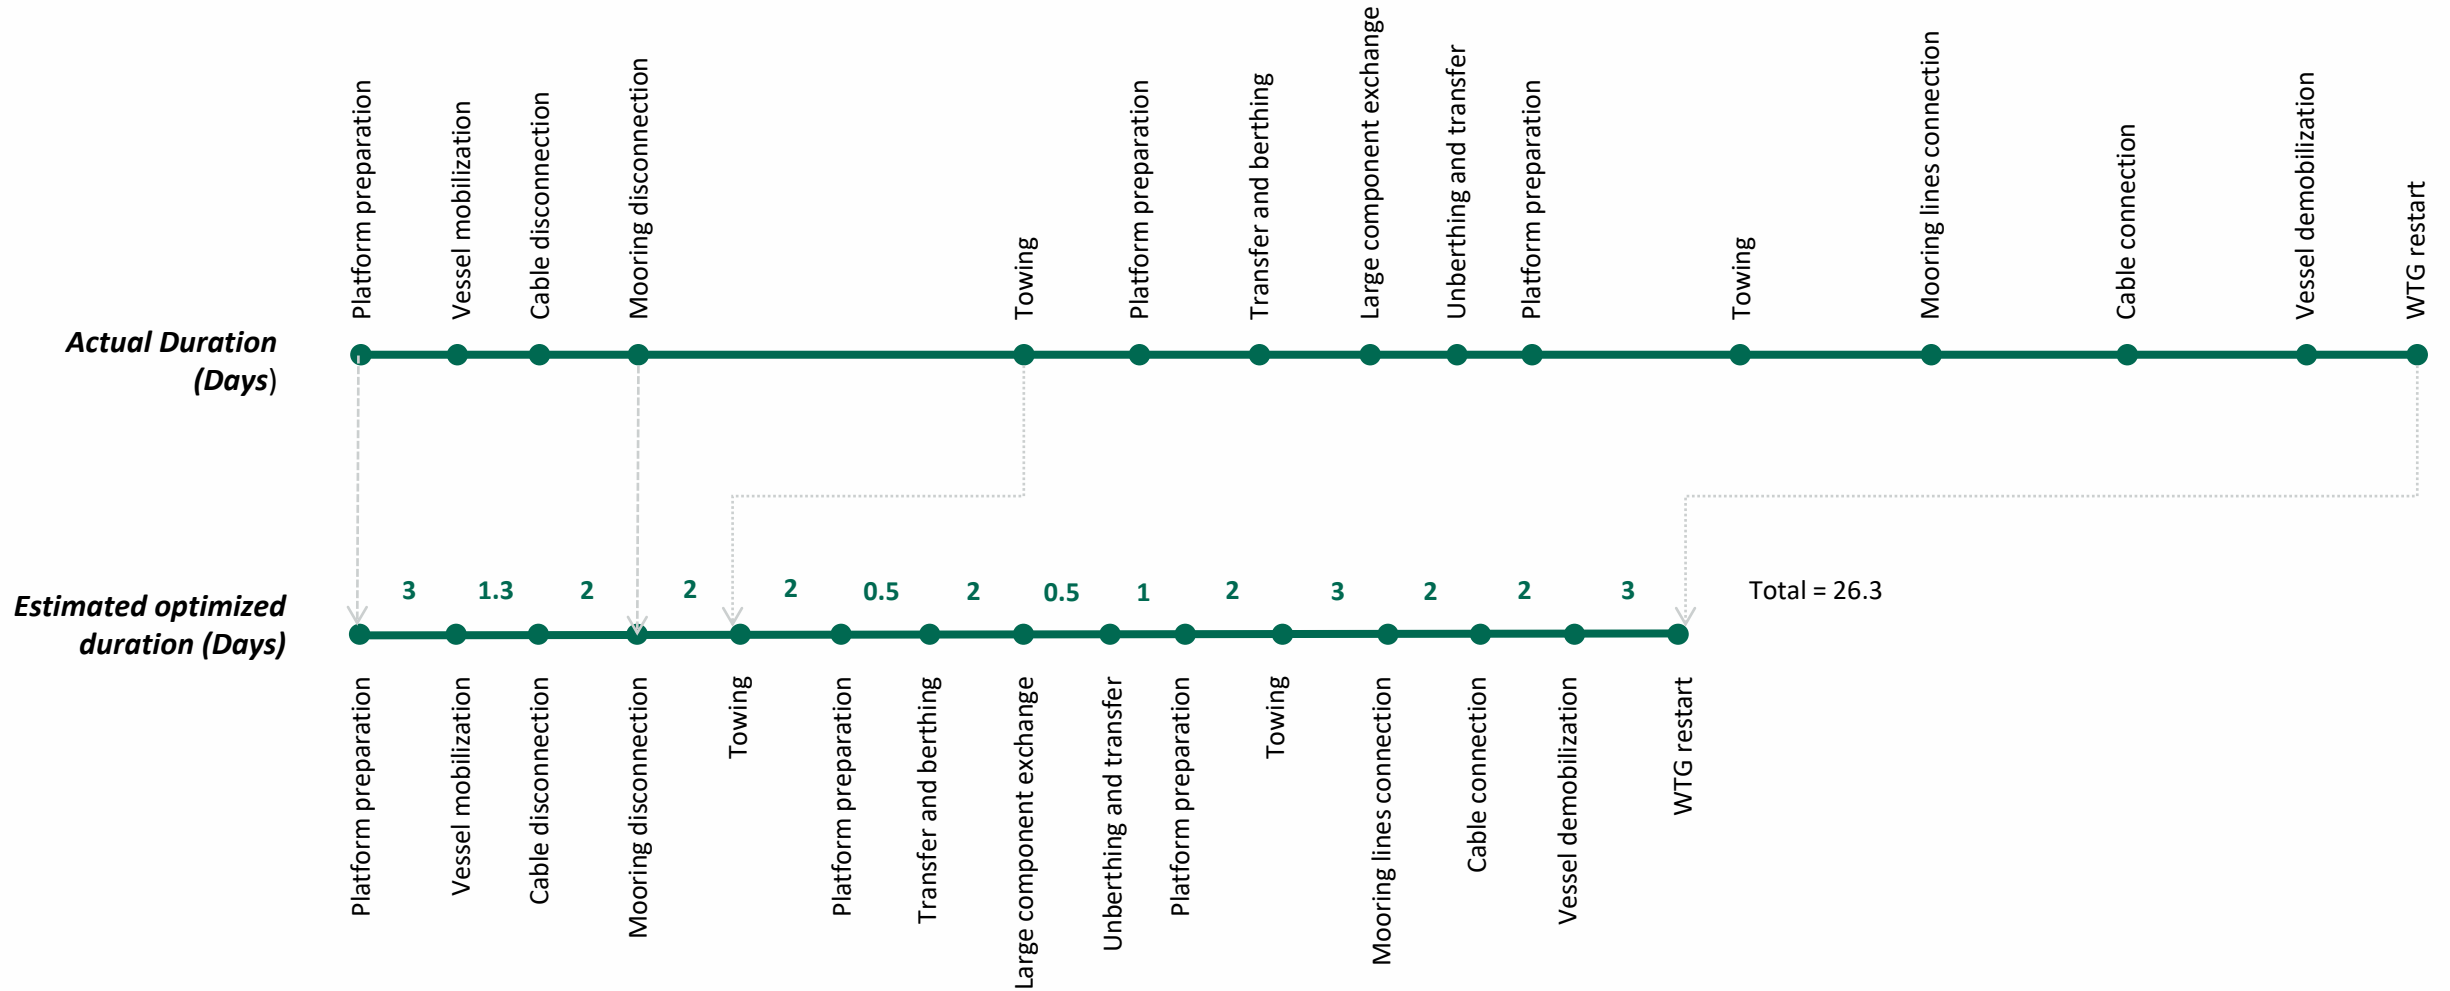 Platform preparation
Vessel mobilization
Cable disconnection
Mooring disconnection
Towing
Platform preparation
Transfer and berthing
Large component exchange
Unberthing and transfer
Platform preparation
Towing
Mooring lines connection
Cable connection
Vessel demobilization
WTG restart
Actual Duration
(Days)
3
1.3
2
2
2
0.5
2
0.5
1
2
3
2
2
3
Total = 26.3
Estimated optimized
duration (Days)
Platform preparation
Vessel mobilization
Cable disconnection
Mooring disconnection
Towing
Platform preparation
Transfer and berthing
Large component exchange
Unberthing and transfer
Platform preparation
Towing
Mooring lines connection
Cable connection
Vessel demobilization
WTG restart